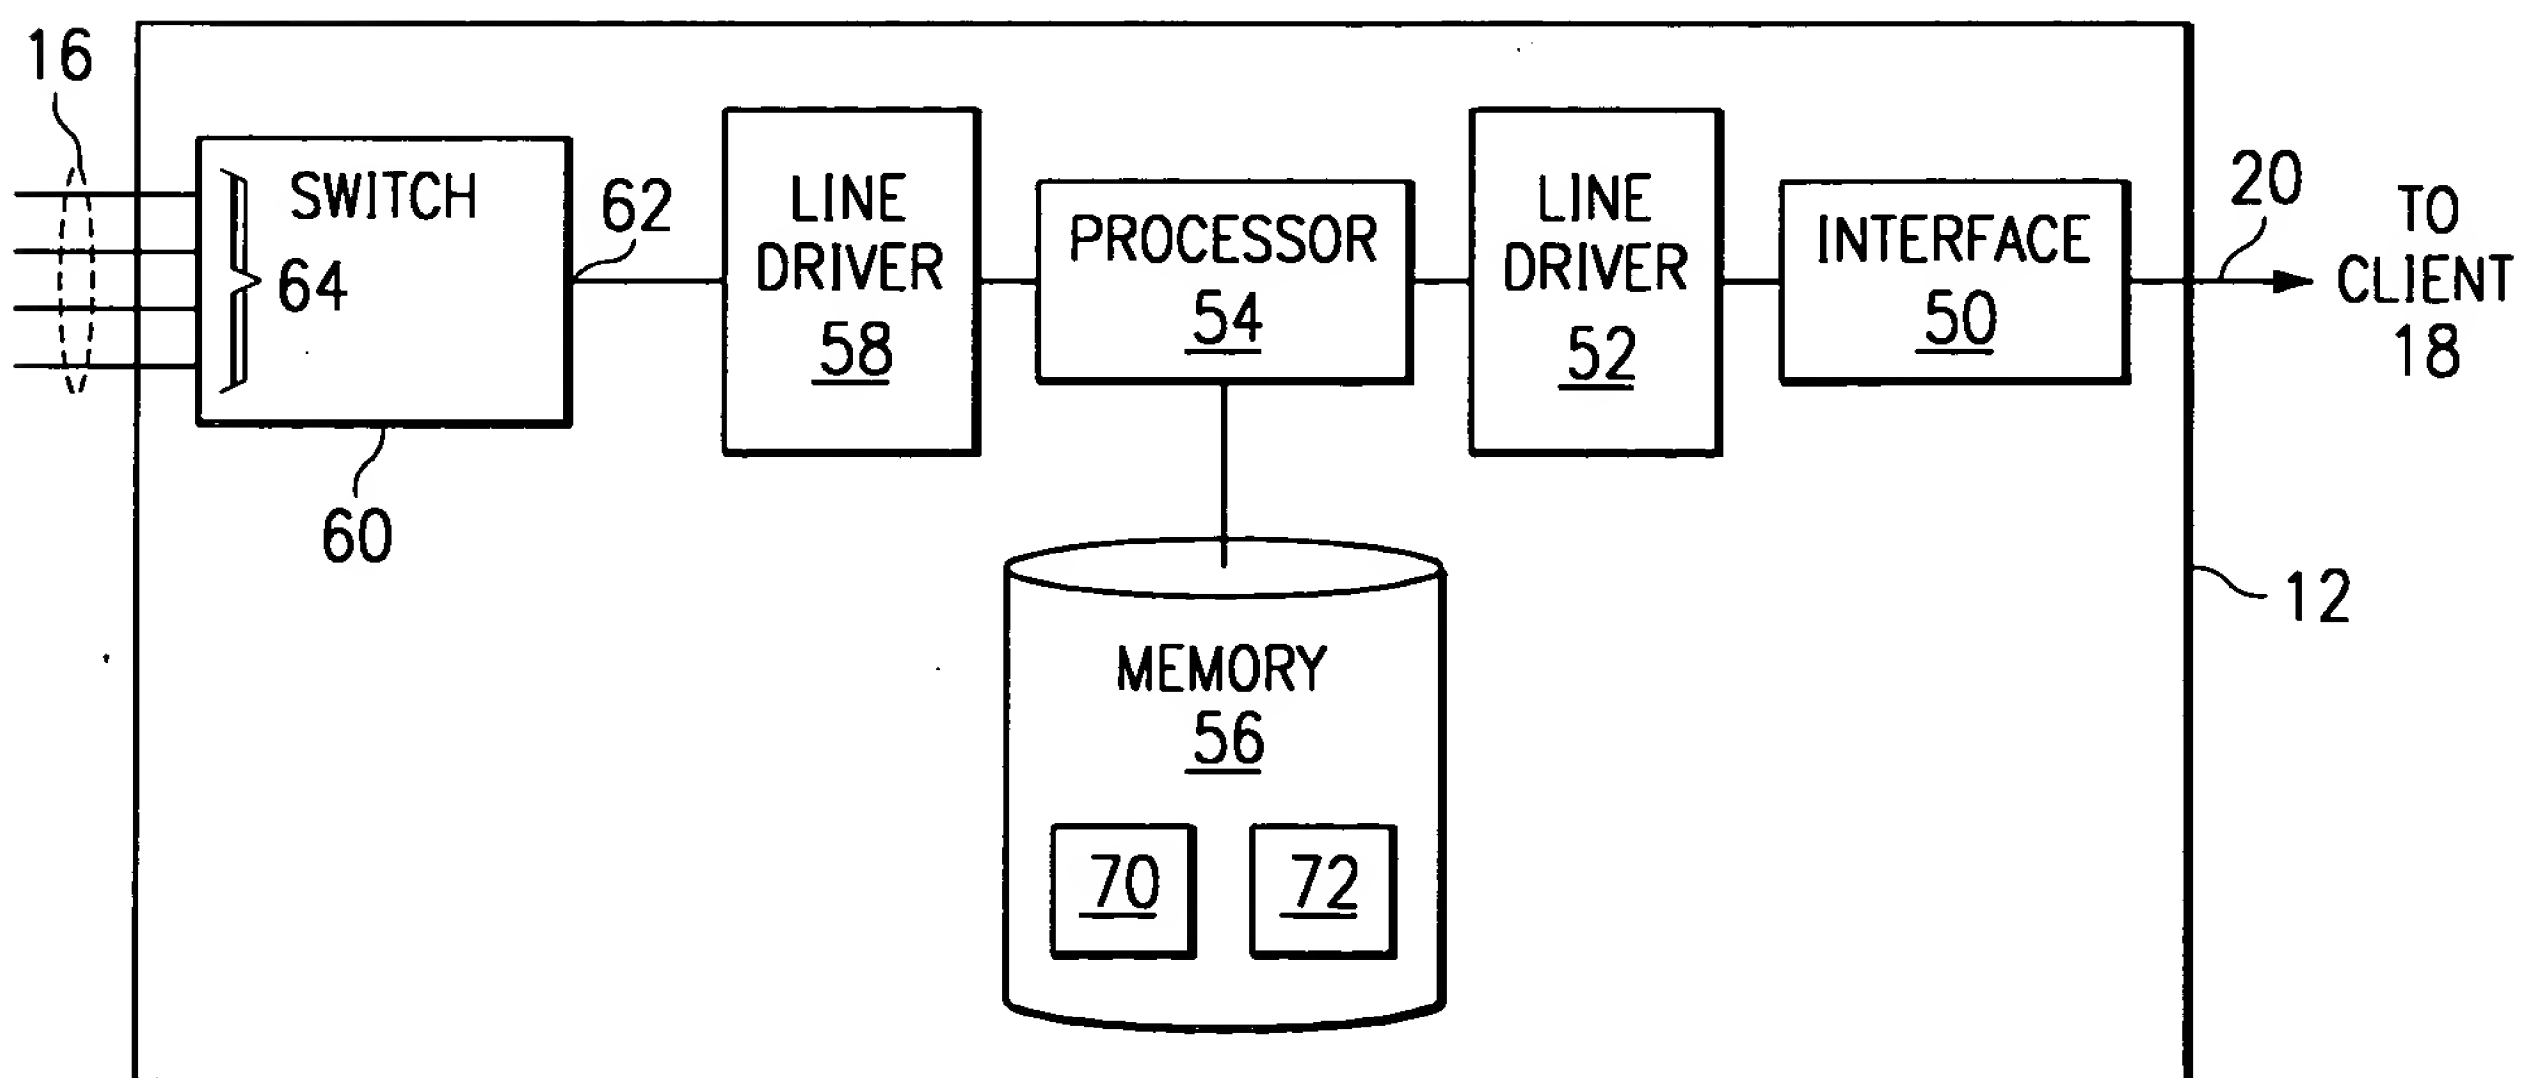 16
SWITCH
64
60
62
LINE
DRIVER
58
PROCESSOR
54
LINE
DRIVER
52
INTERFACE
50
20
TO
CLIENT
18
12
MEMORY
56
70
72